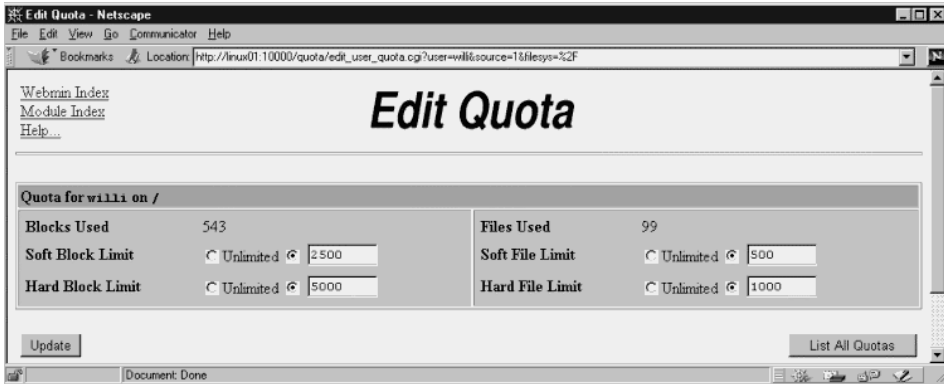 Edit Quota - Netscape
File Edit View Go Communicator Help
Bookmarks Location: http://linux01:10000/quota/edit_user_quota.cgi?user=willi&source=1&filesys=%2F
N
Webmin Index
Module Index
Help...
Edit Quota
Quota for willi on /
Blocks Used 543 Files Used 99
Soft Block Limit Unlimited 2500 Soft File Limit Unlimited 500
Hard Block Limit Unlimited 5000 Hard File Limit Unlimited 1000
Update List All Quotas
Document: Done